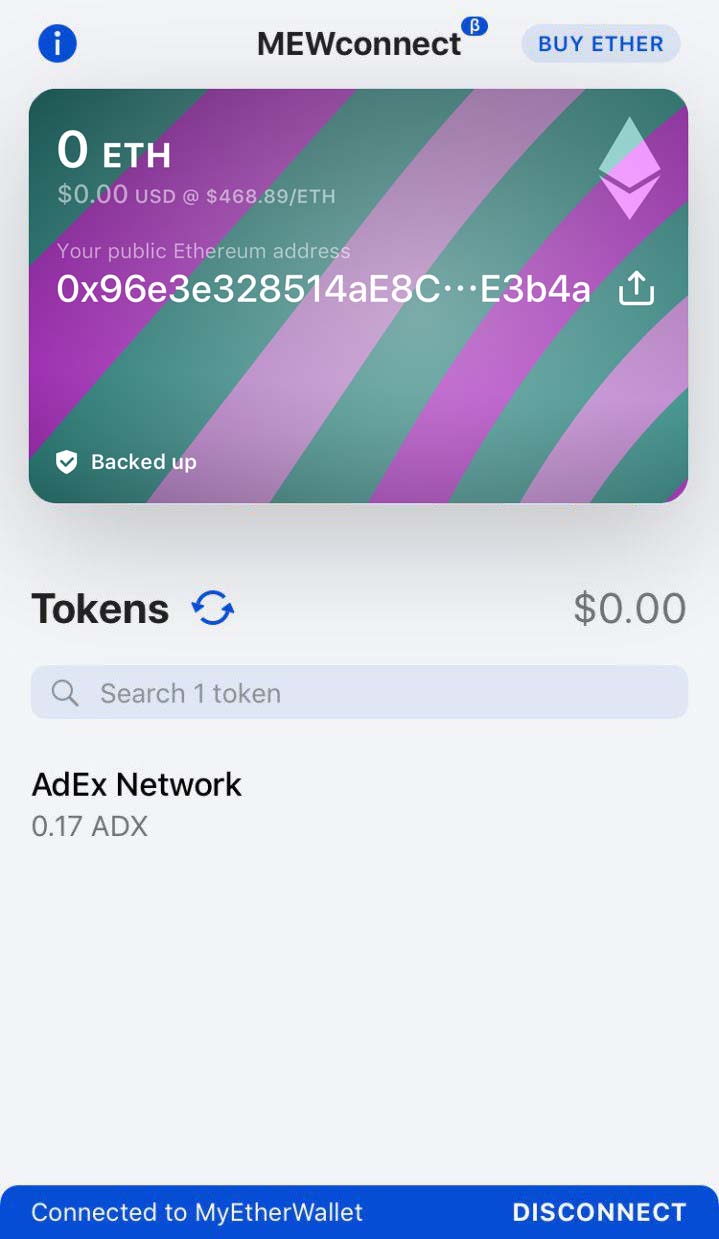 MEWconnect β
BUY ETHER
0 ETH
$0.00 USD @ $468.89/ETH
Your public Ethereum address
0x96e3e328514aE8C···E3b4a
Backed up
Tokens
$0.00
Search 1 token
AdEx Network
0.17 ADX
Connected to MyEtherWallet
DISCONNECT